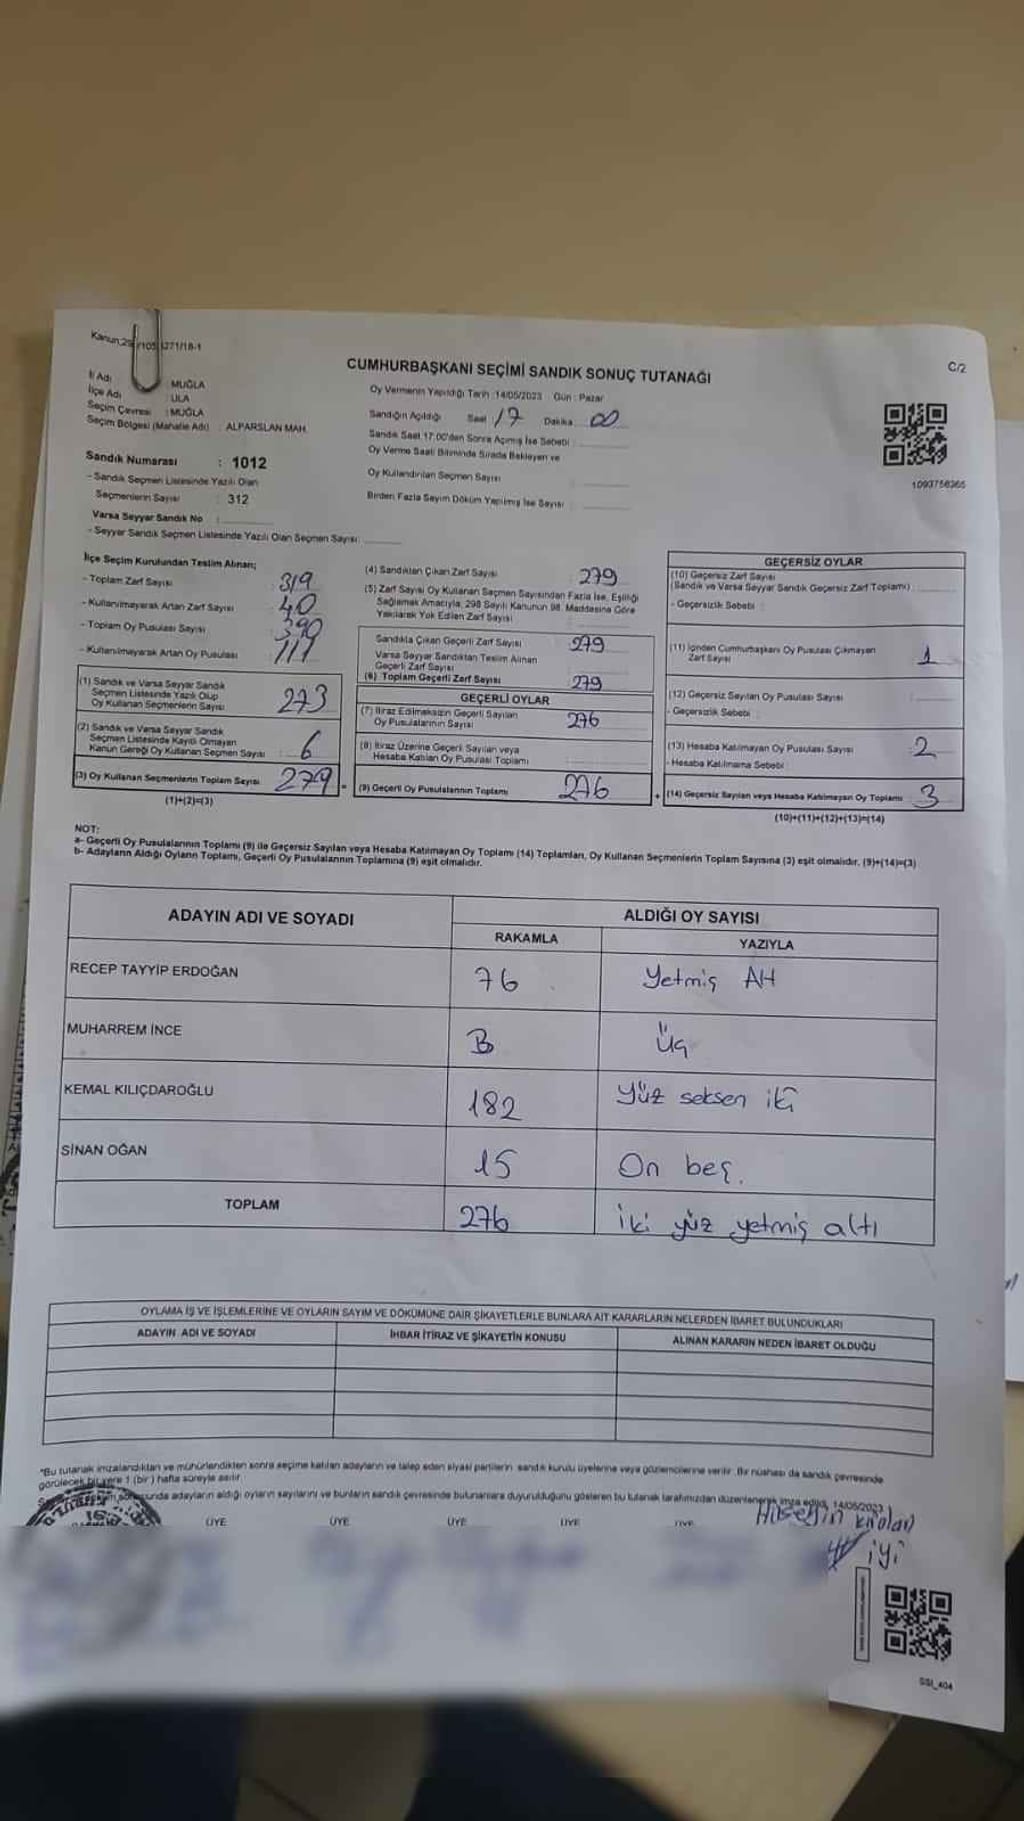 C/2
CUMHURBAŞKANI SEÇİMİ SANDIK SONUÇ TUTANAĞI
İl Adı : MUĞLA
İlçe Adı : ULA
Seçim Çevresi : MUĞLA
Seçim Bölgesi (Mahalle Adı) : ALPARSLAN MAH.
Sandık Numarası : 1012
- Sandık Seçmen Listesinde Yazılı Olan
Seçmenlerin Sayısı : 312
Varsa Seyyar Sandık No :
- Seyyar Sandık Seçmen Listesinde Yazılı Olan Seçmen Sayısı:
Oy Vermenin Yapıldığı Tarih :14/05/2023 Gün : Pazar
Sandığın Açıldığı Saat : 17 Dakika : 00
Sandık Saat 17:00'den Sonra Açılmış İse Sebebi :
Oy Verme Saati Bitiminde Sırada Bekleyen ve
Oy Kullandırılan Seçmen Sayısı :
Birden Fazla Sayım Döküm Yapılmış İse Sayısı :
1093756365
İlçe Seçim Kurulundan Teslim Alınan;
- Toplam Zarf Sayısı : 319
- Kullanılmayarak Artan Zarf Sayısı : 40
- Toplam Oy Pusulası Sayısı : 390
- Kullanılmayarak Artan Oy Pusulası : 111
(1) Sandık ve Varsa Seyyar Sandık
Seçmen Listesinde Yazılı Olup
Oy Kullanan Seçmenlerin Sayısı : 273
(2) Sandık ve Varsa Seyyar Sandık
Seçmen Listesinde Kayıtlı Olmayan
Kanun Gereği Oy Kullanan Seçmen Sayısı : 6
(3) Oy Kullanan Seçmenlerin Toplam Sayısı : 279 =
(1)+(2)=(3)
(4) Sandıktan Çıkan Zarf Sayısı : 279
(5) Zarf Sayısı Oy Kullanan Seçmen Sayısından Fazla İse, Eşitliği
Sağlamak Amacıyla, 298 Sayılı Kanunun 98. Maddesine Göre
Yakılarak Yok Edilen Zarf Sayısı :
Sandıkta Çıkan Geçerli Zarf Sayısı : 279
Varsa Seyyar Sandıktan Teslim Alınan
Geçerli Zarf Sayısı :
(6) Toplam Geçerli Zarf Sayısı : 279
GEÇERLİ OYLAR
(7) İtiraz Edilmeksizin Geçerli Sayılan
Oy Pusulalarının Sayısı : 276
(8) İtiraz Üzerine Geçerli Sayılan veya
Hesaba Katılan Oy Pusulası Toplamı :
(9) Geçerli Oy Pusulalarının Toplamı : 276 +
GEÇERSİZ OYLAR
(10) Geçersiz Zarf Sayısı
(Sandık ve Varsa Seyyar Sandık Geçersiz Zarf Toplamı) :
- Geçersizlik Sebebi :
(11) İçinden Cumhurbaşkanı Oy Pusulası Çıkmayan
Zarf Sayısı : 1
(12) Geçersiz Sayılan Oy Pusulası Sayısı :
- Geçersizlik Sebebi :
(13) Hesaba Katılmayan Oy Pusulası Sayısı : 2
- Hesaba Katılmama Sebebi :
(14) Geçersiz Sayılan veya Hesaba Katılmayan Oy Toplamı : 3
(10)+(11)+(12)+(13)=(14)
NOT:
a- Geçerli Oy Pusulalarının Toplamı (9) ile Geçersiz Sayılan veya Hesaba Katılmayan Oy Toplamı (14) Toplamları, Oy Kullanan Seçmenlerin Toplam Sayısına (3) eşit olmalıdır. (9)+(14)=(3)
b- Adayların Aldığı Oyların Toplamı, Geçerli Oy Pusulalarının Toplamına (9) eşit olmalıdır.
ADAYIN ADI VE SOYADI
ALDIĞI OY SAYISI
RAKAMLA YAZIYLA
RECEP TAYYİP ERDOĞAN 76 Yetmiş Altı
MUHARREM İNCE 3 Üç
KEMAL KILIÇDAROĞLU 182 Yüz seksen iki
SİNAN OĞAN 15 On beş.
TOPLAM 276 İki yüz yetmiş altı
OYLAMA İŞ VE İŞLEMLERİNE VE OYLARIN SAYIM VE DÖKÜMÜNE DAİR ŞİKAYETLERLE BUNLARA AİT KARARLARIN NELERDEN İBARET BULUNDUKLARI
ADAYIN ADI VE SOYADI İHBAR İTİRAZ VE ŞİKAYETİN KONUSU ALINAN KARARIN NEDEN İBARET OLDUĞU
*Bu tutanak imzalandıktan ve mühürlendikten sonra seçime katılan adayların ve talep eden siyasi partilerin sandık kurulu üyelerine veya gözlemcilerine verilir. Bir nüshası da sandık çevresinde
görülecek bir yere 1 (bir) hafta süreyle asılır.
sonunda adayların aldığı oyların sayılarını ve bunların sandık çevresinde bulunanlara duyurulduğunu gösteren bu tutanak tarafımızdan düzenlenerek imza edildi. 14/05/2023
ÜYE ÜYE ÜYE ÜYE ÜYE
Hüseyin
İYİ
SSI_404